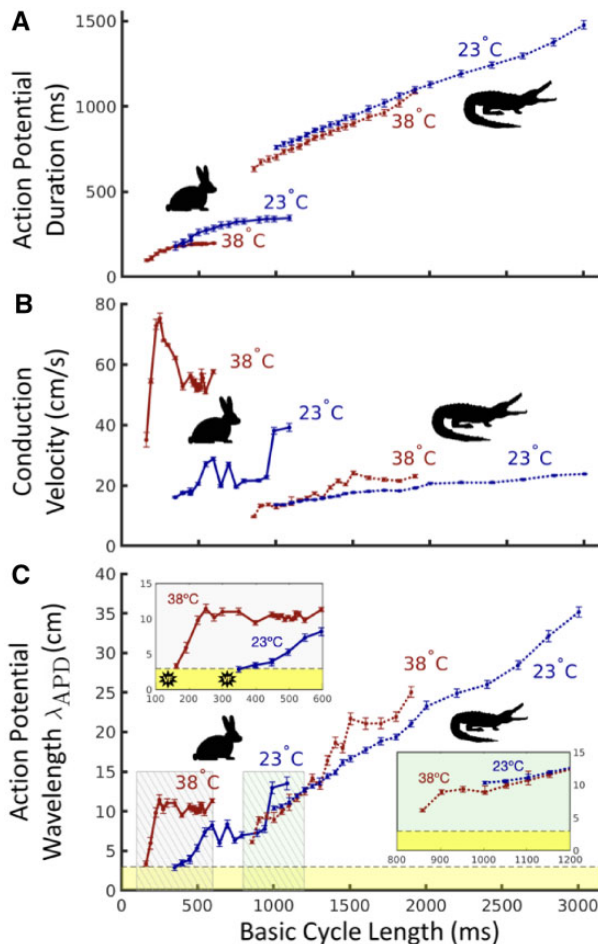 A
Action Potential
Duration (ms)
1500
1000
500
0
23°C
38°C
23°C
38°C
B
Conduction
Velocity (cm/s)
80
60
40
20
0
38°C
23°C
38°C
23°C
C
Action Potential
Wavelength λAPD(cm)
40
35
30
25
20
15
10
5
0
15
10
5
0
38°C
23°C
100 200 300 400 500 600
38°C
23°C
38°C
23°C
15
10
5
0
23°C
38°C
800 900 1000 1100 1200
0 500 1000 1500 2000 2500 3000
Basic Cycle Length (ms)